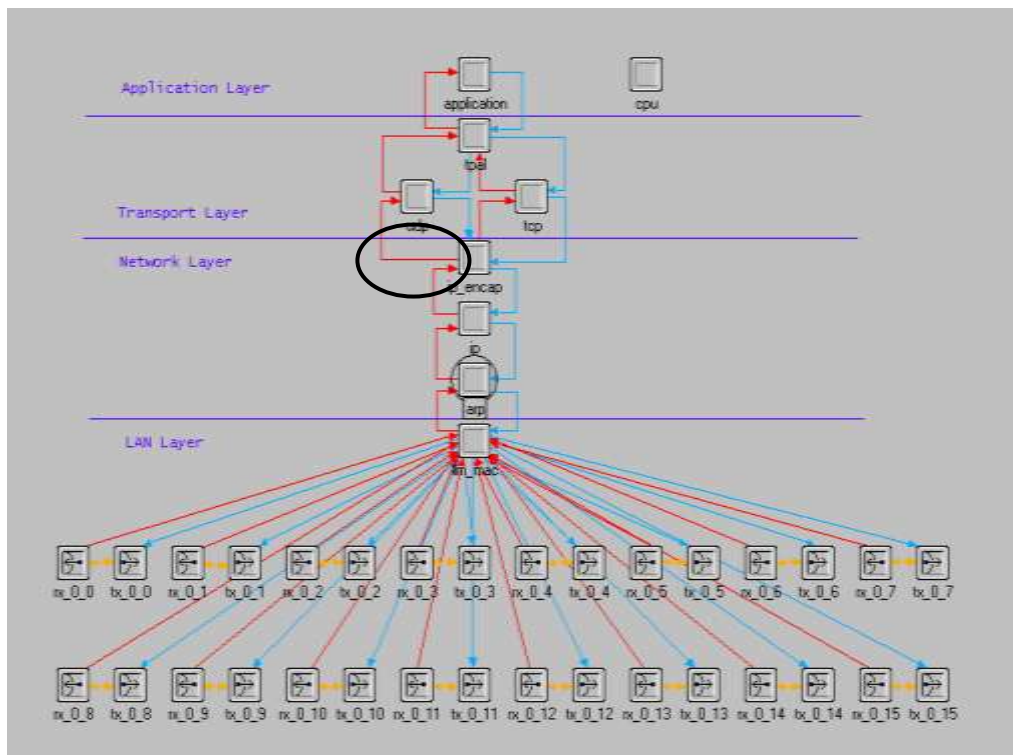 Application Layer
application
cpu
tpal
Transport Layer
udp
tcp
Network Layer
ip_encap
ip
arp
LAN Layer
rx_0_0 tx_0_0 rx_0_1 tx_0_1 rx_0_2 tx_0_2 rx_0_3 tx_0_3 rx_0_4 tx_0_4 rx_0_5 tx_0_5 rx_0_6 tx_0_6 rx_0_7 tx_0_7
rx_0_8 tx_0_8 rx_0_9 tx_0_9 rx_0_10 tx_0_10 rx_0_11 tx_0_11 rx_0_12 tx_0_12 rx_0_13 tx_0_13 rx_0_14 tx_0_14 rx_0_15 tx_0_15